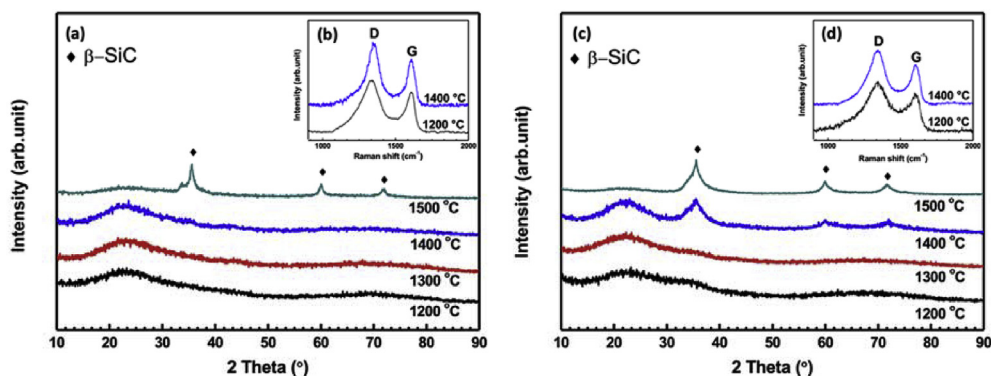 (a)
♦ β–SiC
(b)
D
G
1400 °C
1200 °C
Intensity (arb.unit)
1000 1500 2000
Raman shift (cm⁻¹)
1500 °C
1400 °C
1300 °C
1200 °C
Intensity (arb.unit)
10 20 30 40 50 60 70 80 90
2 Theta (°)
(c)
♦ β–SiC
(d)
D
G
1400 °C
1200 °C
Intensity (arb.unit)
1000 1500 2000
Raman shift (cm⁻¹)
1500 °C
1400 °C
1300 °C
1200 °C
Intensity (arb.unit)
10 20 30 40 50 60 70 80 90
2 Theta (°)